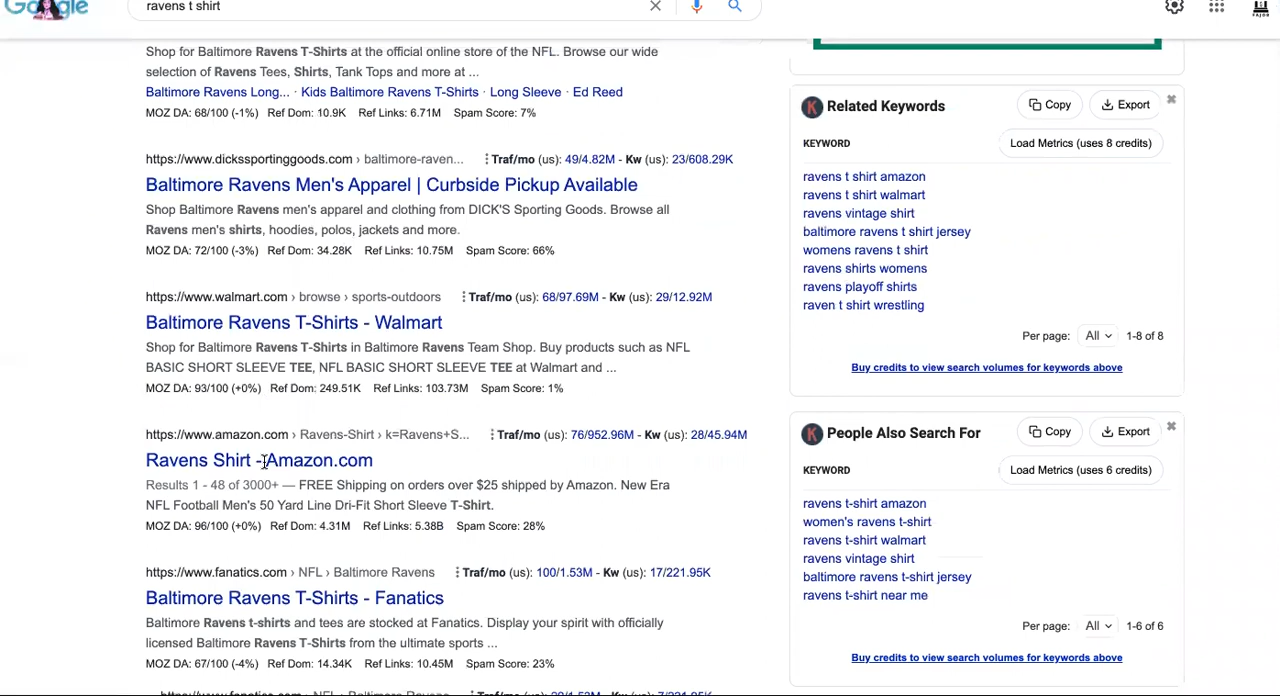 Google
ravens t shirt
Shop for Baltimore Ravens T-Shirts at the official online store of the NFL. Browse our wide
selection of Ravens Tees, Shirts, Tank Tops and more at ...
Baltimore Ravens Long... · Kids Baltimore Ravens T-Shirts · Long Sleeve · Ed Reed
MOZ DA: 68/100 (-1%) Ref Dom: 10.9K Ref Links: 6.71M Spam Score: 7%
https://www.dickssportinggoods.com › baltimore-raven... Traf/mo (us): 49/4.82M - Kw (us): 23/608.29K
Baltimore Ravens Men's Apparel | Curbside Pickup Available
Shop Baltimore Ravens men's apparel and clothing from DICK'S Sporting Goods. Browse all
Ravens men's shirts, hoodies, polos, jackets and more.
MOZ DA: 72/100 (-3%) Ref Dom: 34.28K Ref Links: 10.75M Spam Score: 66%
https://www.walmart.com › browse › sports-outdoors Traf/mo (us): 68/97.69M - Kw (us): 29/12.92M
Baltimore Ravens T-Shirts - Walmart
Shop for Baltimore Ravens T-Shirts in Baltimore Ravens Team Shop. Buy products such as NFL
BASIC SHORT SLEEVE TEE, NFL BASIC SHORT SLEEVE TEE at Walmart and ...
MOZ DA: 93/100 (+0%) Ref Dom: 249.51K Ref Links: 103.73M Spam Score: 1%
https://www.amazon.com › Ravens-Shirt › k=Ravens+S... Traf/mo (us): 76/952.96M - Kw (us): 28/45.94M
Ravens Shirt - Amazon.com
Results 1 - 48 of 3000+ — FREE Shipping on orders over $25 shipped by Amazon. New Era
NFL Football Men's 50 Yard Line Dri-Fit Short Sleeve T-Shirt.
MOZ DA: 96/100 (+0%) Ref Dom: 4.31M Ref Links: 5.38B Spam Score: 28%
https://www.fanatics.com › NFL › Baltimore Ravens Traf/mo (us): 100/1.53M - Kw (us): 17/221.95K
Baltimore Ravens T-Shirts - Fanatics
Baltimore Ravens t-shirts and tees are stocked at Fanatics. Display your spirit with officially
licensed Baltimore Ravens T-Shirts from the ultimate sports ...
MOZ DA: 67/100 (-4%) Ref Dom: 14.34K Ref Links: 10.45M Spam Score: 23%
https://www.fanatics.com › NFL › Baltimore Ravens Traf/mo (us):
K Related Keywords Copy Export
KEYWORD Load Metrics (uses 8 credits)
ravens t shirt amazon
ravens t shirt walmart
ravens vintage shirt
baltimore ravens t shirt jersey
womens ravens t shirt
ravens shirts womens
ravens playoff shirts
raven t shirt wrestling
Per page: All 1-8 of 8
Buy credits to view search volumes for keywords above
K People Also Search For Copy Export
KEYWORD Load Metrics (uses 6 credits)
ravens t-shirt amazon
women's ravens t-shirt
ravens t-shirt walmart
ravens vintage shirt
baltimore ravens t-shirt jersey
ravens t-shirt near me
Per page: All 1-6 of 6
Buy credits to view search volumes for keywords above